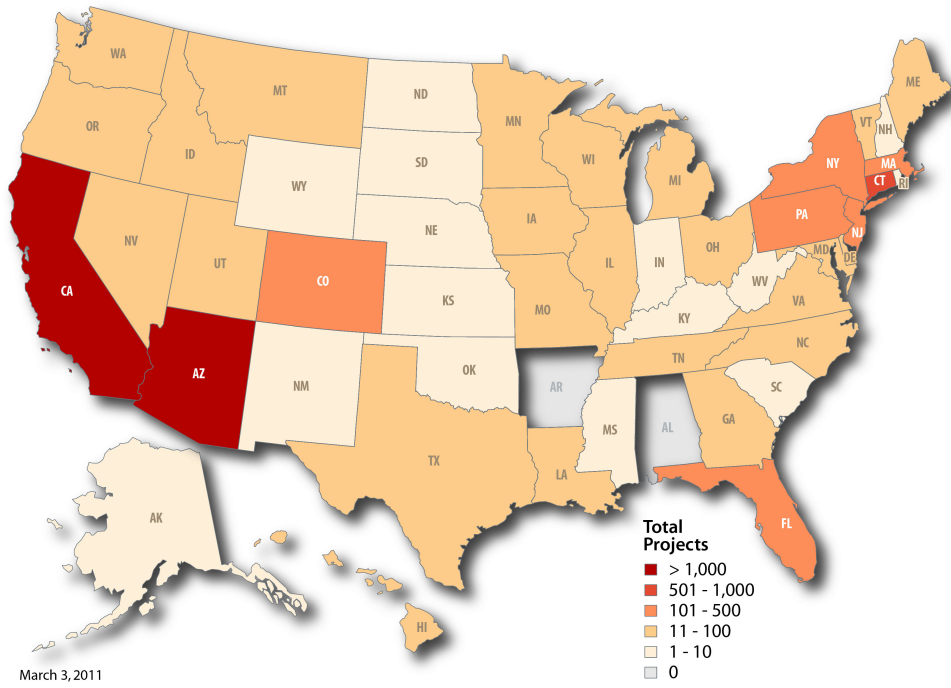 WA
MT
ND
MN
ME
OR
ID
SD
WI
MI
VT
NH
NY
MA
CT
RI
WY
NE
IA
PA
NJ
NV
UT
CO
KS
MO
IL
IN
OH
MD
DE
WV
VA
KY
CA
AZ
NM
OK
AR
TN
NC
SC
MS
AL
GA
TX
LA
FL
AK
HI
Total
Projects
> 1,000
501 - 1,000
101 - 500
11 - 100
1 - 10
0
March 3, 2011